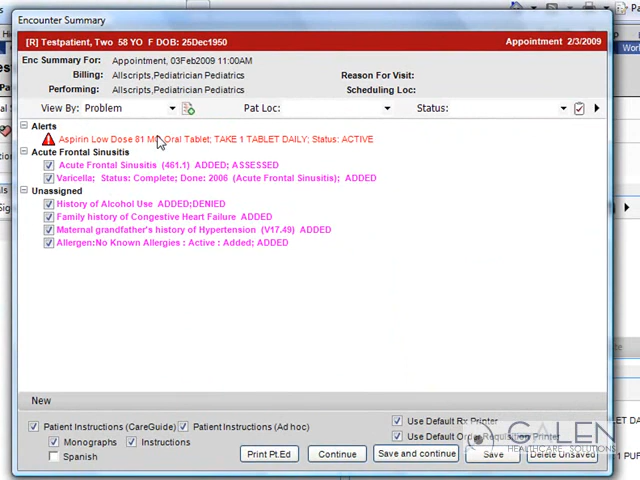 Encounter Summary
[R] Testpatient, Two 58 YO F DOB: 25Dec1950 Appointment 2/3/2009
Enc Summary For: Appointment, 03Feb2009 11:00AM
Billing: Allscripts,Pediatrician Pediatrics Reason For Visit:
Performing: Allscripts,Pediatrician Pediatrics Scheduling Loc:
View By: Problem Pat Loc: Status:
Alerts
Aspirin Low Dose 81 MG Oral Tablet; TAKE 1 TABLET DAILY; Status: ACTIVE
Acute Frontal Sinusitis
Acute Frontal Sinusitis (461.1) ADDED; ASSESSED
Varicella; Status: Complete; Done: 2006 (Acute Frontal Sinusitis); ADDED
Unassigned
History of Alcohol Use ADDED;DENIED
Family history of Congestive Heart Failure ADDED
Maternal grandfather's history of Hypertension (V17.49) ADDED
Allergen:No Known Allergies : Active : Added; ADDED
New
Patient Instructions (CareGuide) Patient Instructions (Ad hoc) Use Default Rx Printer
Monographs Instructions Use Default Order Requisition Printer
Spanish
Print Pt.Ed Continue Save and continue Save Delete Unsaved
GALEN
HEALTHCARE SOLUTIONS